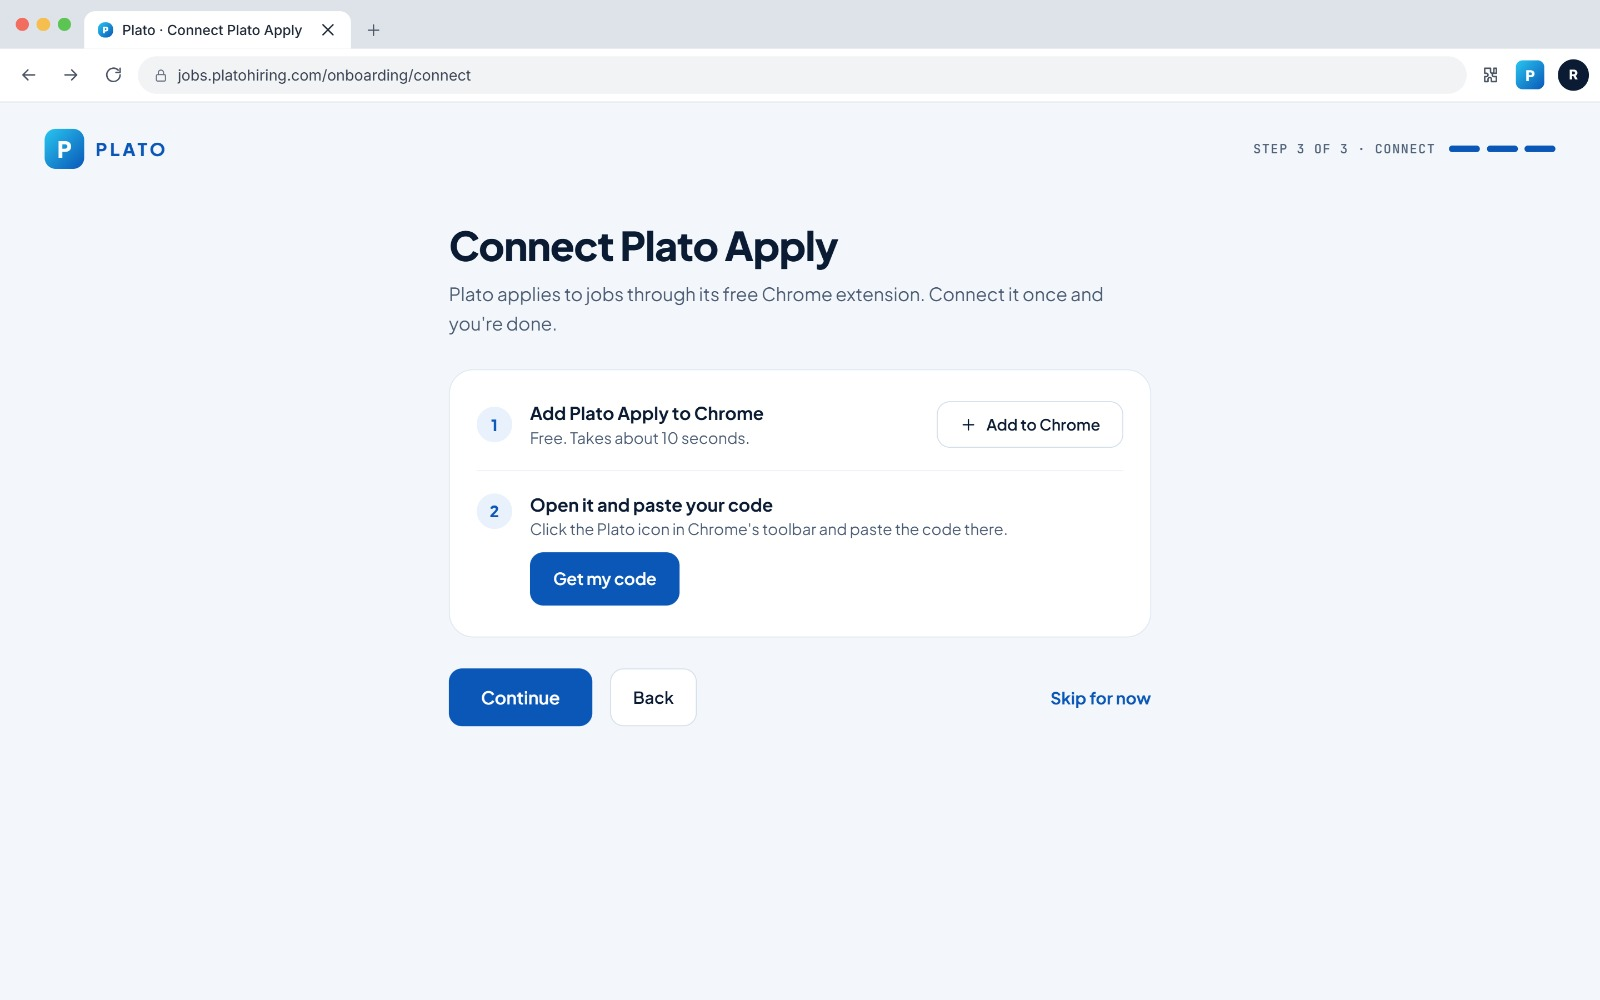 P Plato · Connect Plato Apply
jobs.platohiring.com/onboarding/connect
P
R
P PLATO
STEP 3 OF 3 · CONNECT
Connect Plato Apply
Plato applies to jobs through its free Chrome extension. Connect it once and
you're done.
1
Add Plato Apply to Chrome
Free. Takes about 10 seconds.
Add to Chrome
2
Open it and paste your code
Click the Plato icon in Chrome's toolbar and paste the code there.
Get my code
Continue
Back
Skip for now